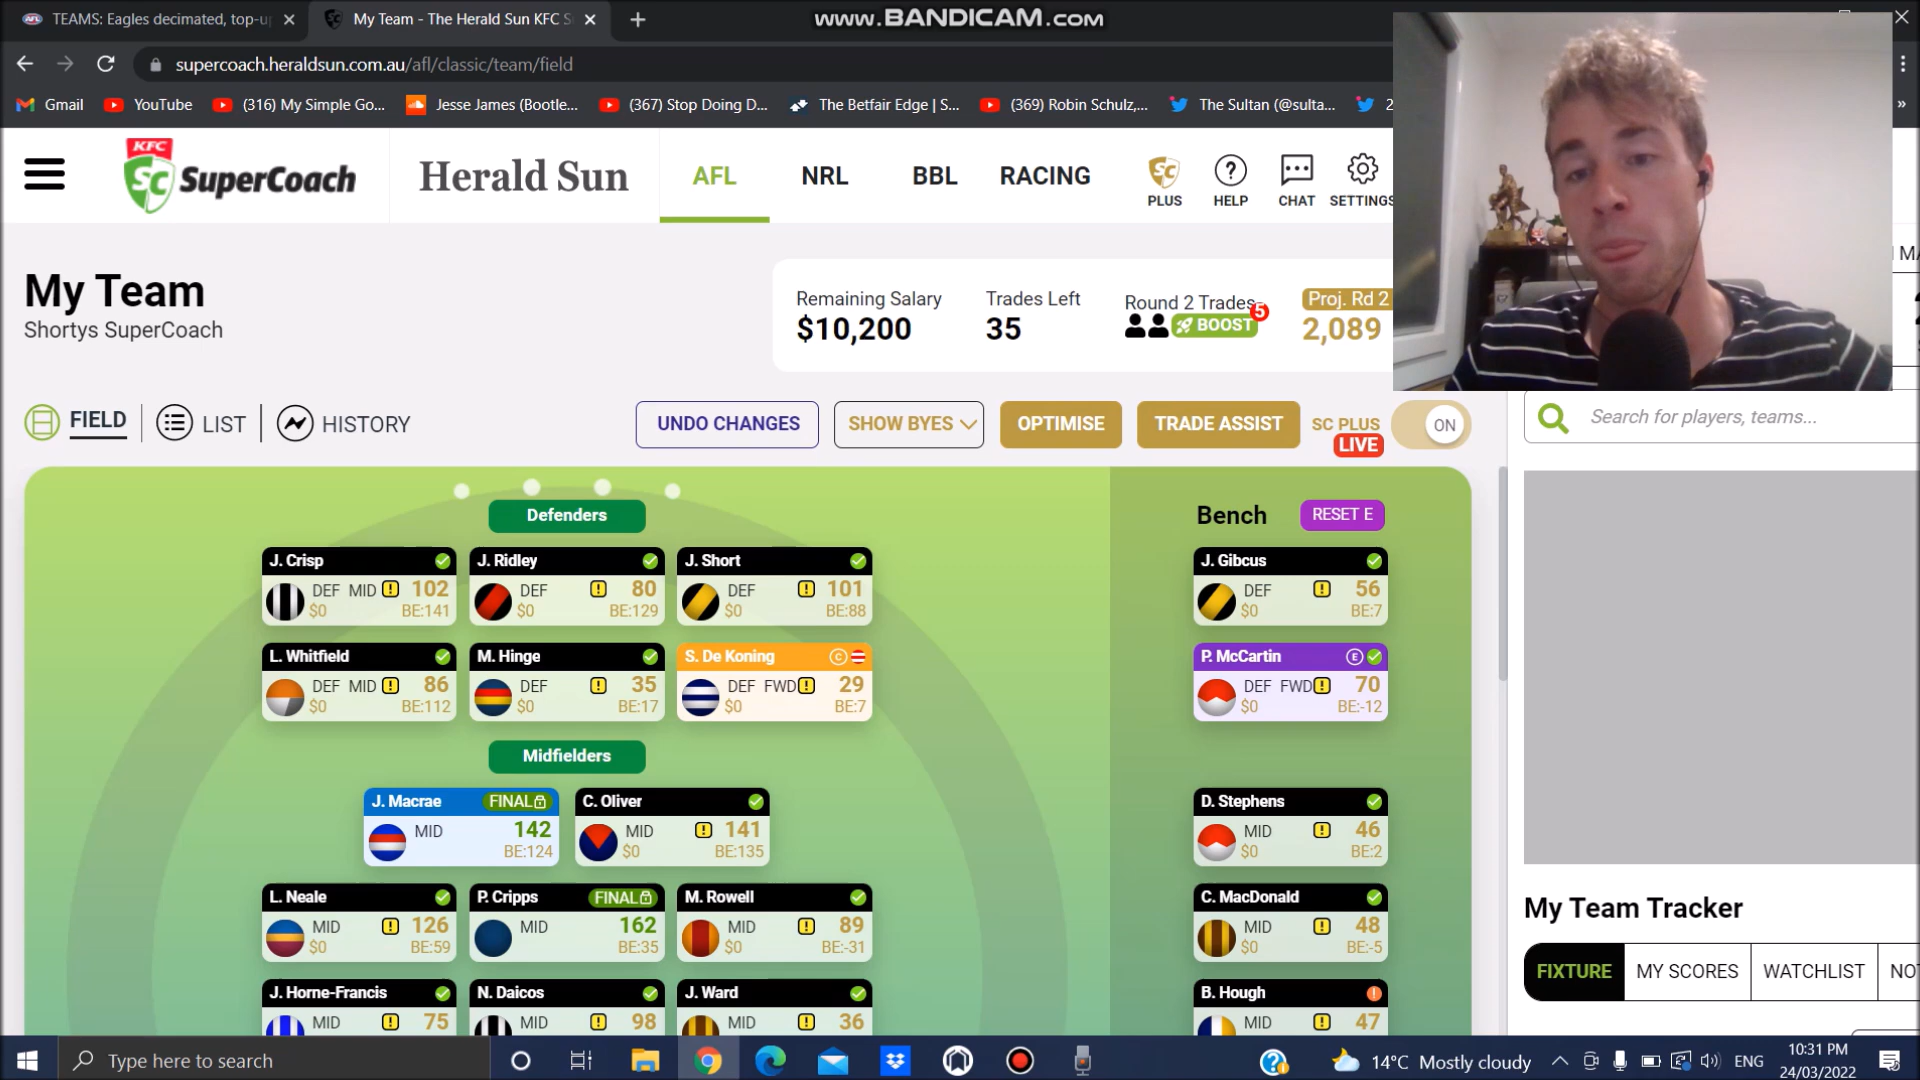 TEAMS: Eagles decimated, top-up
My Team - The Herald Sun KFC S
www.BANDICAM.com
supercoach.heraldsun.com.au/afl/classic/team/field
Gmail
YouTube
(316) My Simple Go...
Jesse James (Bootle...
(367) Stop Doing D...
The Betfair Edge | S...
(369) Robin Schulz,...
The Sultan (@sulta...
2
KFC
SC SuperCoach
Herald Sun
AFL
NRL
BBL
RACING
SC
PLUS
HELP
CHAT
SETTINGS
My Team
Shortys SuperCoach
Remaining Salary
$10,200
Trades Left
35
Round 2 Trades
BOOST
5
Proj. Rd 2
2,089
FIELD
LIST
HISTORY
UNDO CHANGES
SHOW BYES
OPTIMISE
TRADE ASSIST
SC PLUS
LIVE
ON
Search for players, teams...
Defenders
Bench
RESET E
J. Crisp
DEF MID 102
$0 BE:141
J. Ridley
DEF 80
$0 BE:129
J. Short
DEF 101
$0 BE:88
J. Gibcus
DEF 56
$0 BE:7
L. Whitfield
DEF MID 86
$0 BE:112
M. Hinge
DEF 35
$0 BE:17
S. De Koning C
DEF FWD 29
$0 BE:7
P. McCartin E
DEF FWD 70
$0 BE:-12
Midfielders
J. Macrae FINAL
MID 142
BE:124
C. Oliver
MID 141
$0 BE:135
D. Stephens
MID 46
$0 BE:2
L. Neale
MID 126
$0 BE:59
P. Cripps FINAL
MID 162
BE:35
M. Rowell
MID 89
$0 BE:-31
C. MacDonald
MID 48
$0 BE:-5
J. Horne-Francis
MID 75
N. Daicos
MID 98
J. Ward
MID 36
B. Hough
MID 47
My Team Tracker
FIXTURE
MY SCORES
WATCHLIST
NO
Type here to search
14°C Mostly cloudy
ENG
10:31 PM
24/03/2022